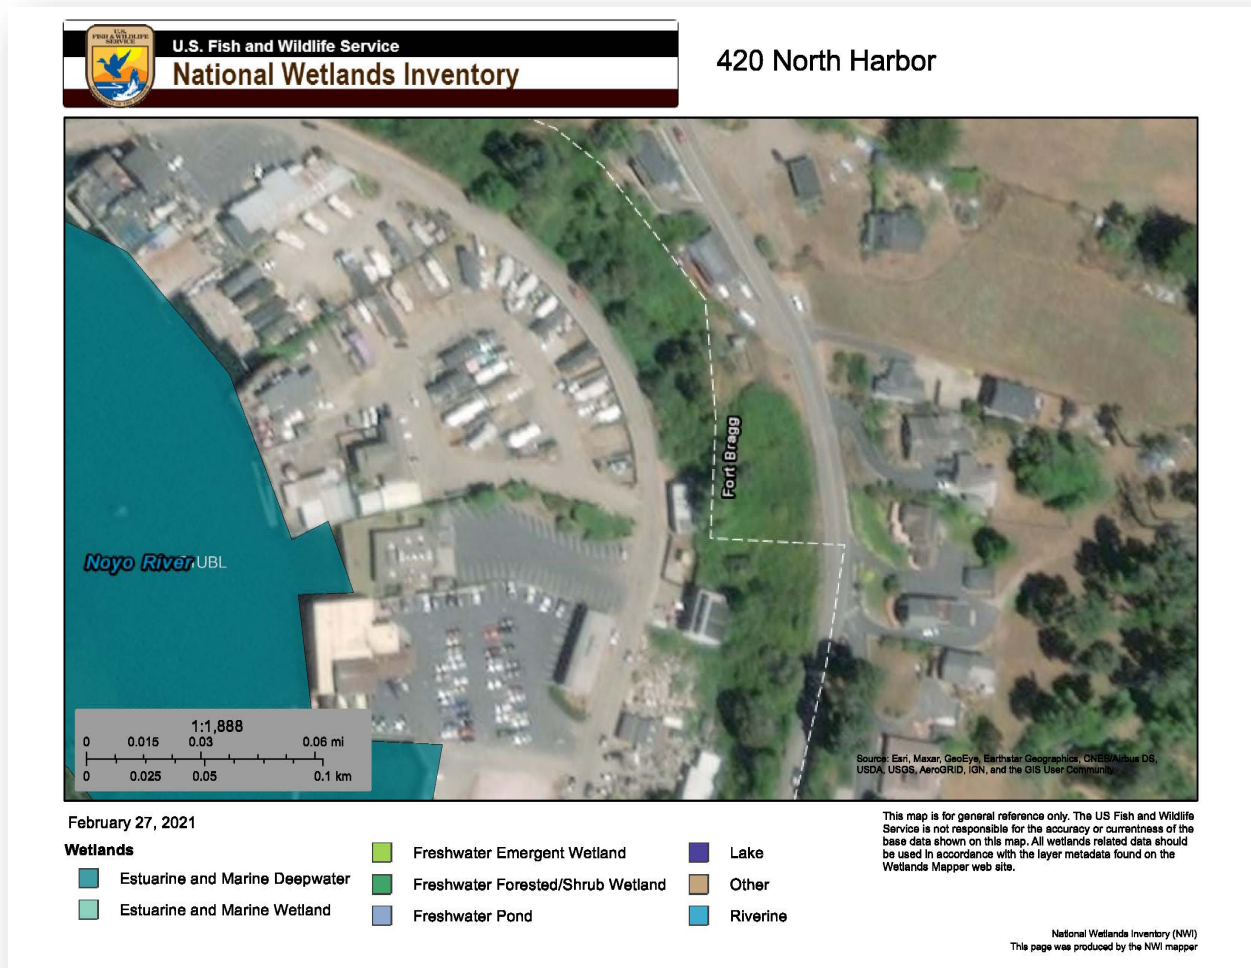 U.S.
FISH & WILDLIFE
SERVICE
U.S. Fish and Wildlife Service
National Wetlands Inventory
420 North Harbor
Fort Bragg
Noyo River UBL
1:1,888
0 0.015 0.03 0.06 mi
0 0.025 0.05 0.1 km
Source: Esri, Maxar, GeoEye, Earthstar Geographics, CNES/Airbus DS,
USDA, USGS, AeroGRID, IGN, and the GIS User Community
February 27, 2021
Wetlands
Estuarine and Marine Deepwater
Estuarine and Marine Wetland
Freshwater Emergent Wetland
Freshwater Forested/Shrub Wetland
Freshwater Pond
Lake
Other
Riverine
This map is for general reference only. The US Fish and Wildlife
Service is not responsible for the accuracy or currentness of the
base data shown on this map. All wetlands related data should
be used in accordance with the layer metadata found on the
Wetlands Mapper web site.
National Wetlands Inventory (NWI)
This page was produced by the NWI mapper